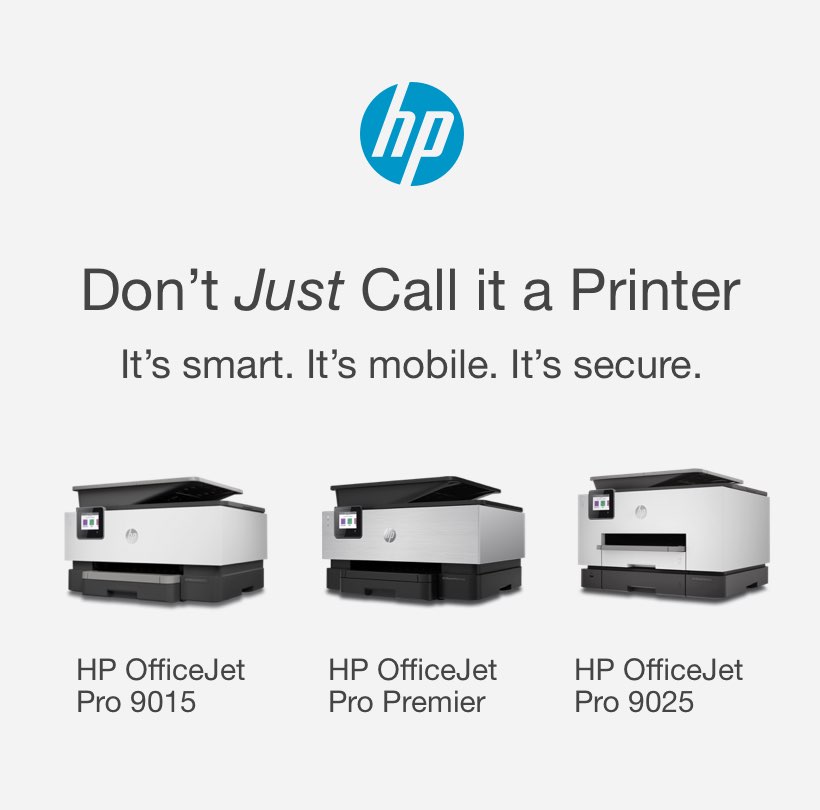 hp
Don't Just Call it a Printer
It's smart. It's mobile. It's secure.
HP OfficeJet
Pro 9015
HP OfficeJet
Pro Premier
HP OfficeJet
Pro 9025